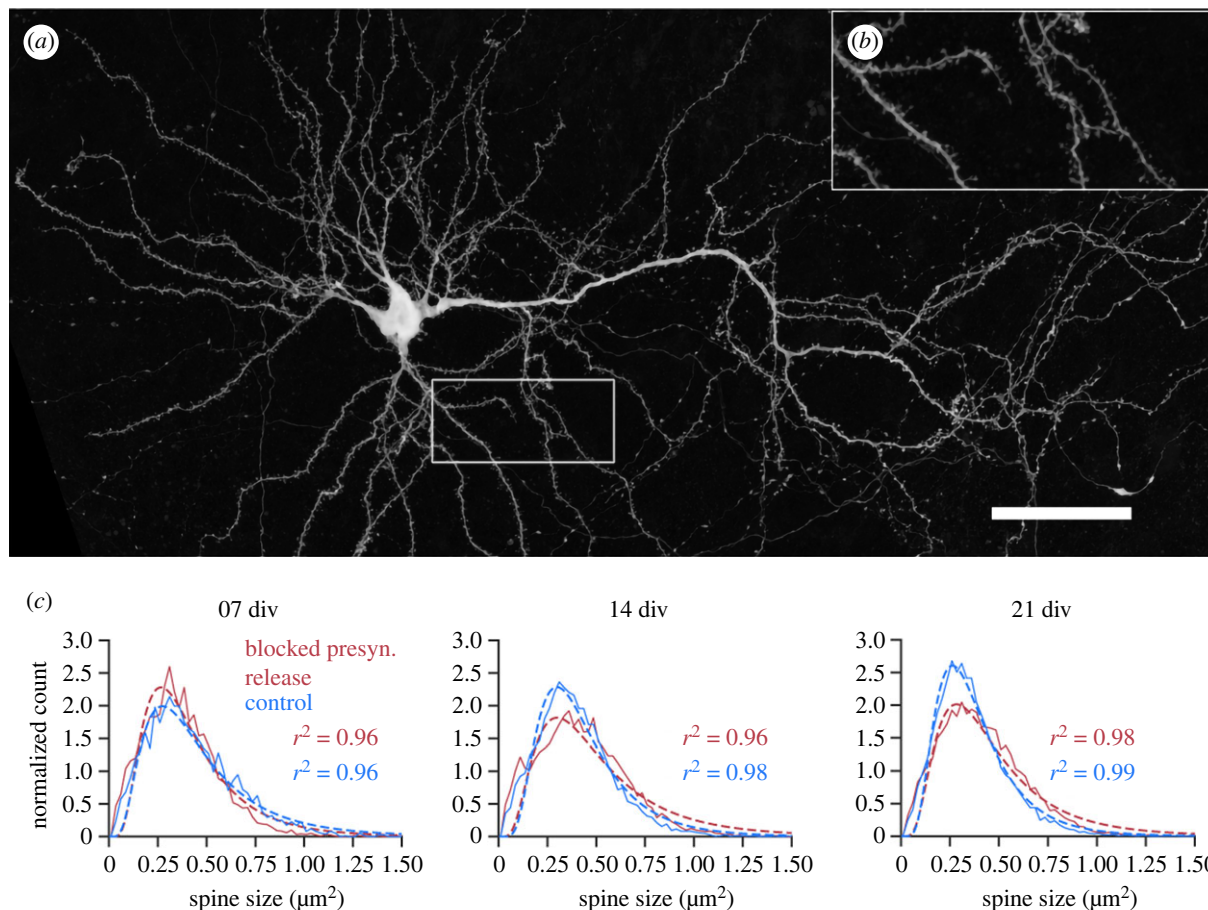 (a)
(b)
(c)
07 div
14 div
21 div
normalized count
3.0
2.5
2.0
1.5
1.0
0.5
0
blocked presyn.
release
control
r² = 0.96
r² = 0.96
0 0.25 0.50 0.75 1.00 1.25 1.50
spine size (µm²)
3.0
2.5
2.0
1.5
1.0
0.5
0
r² = 0.96
r² = 0.98
0 0.25 0.50 0.75 1.00 1.25 1.50
spine size (µm²)
3.0
2.5
2.0
1.5
1.0
0.5
0
r² = 0.98
r² = 0.99
0 0.25 0.50 0.75 1.00 1.25 1.50
spine size (µm²)